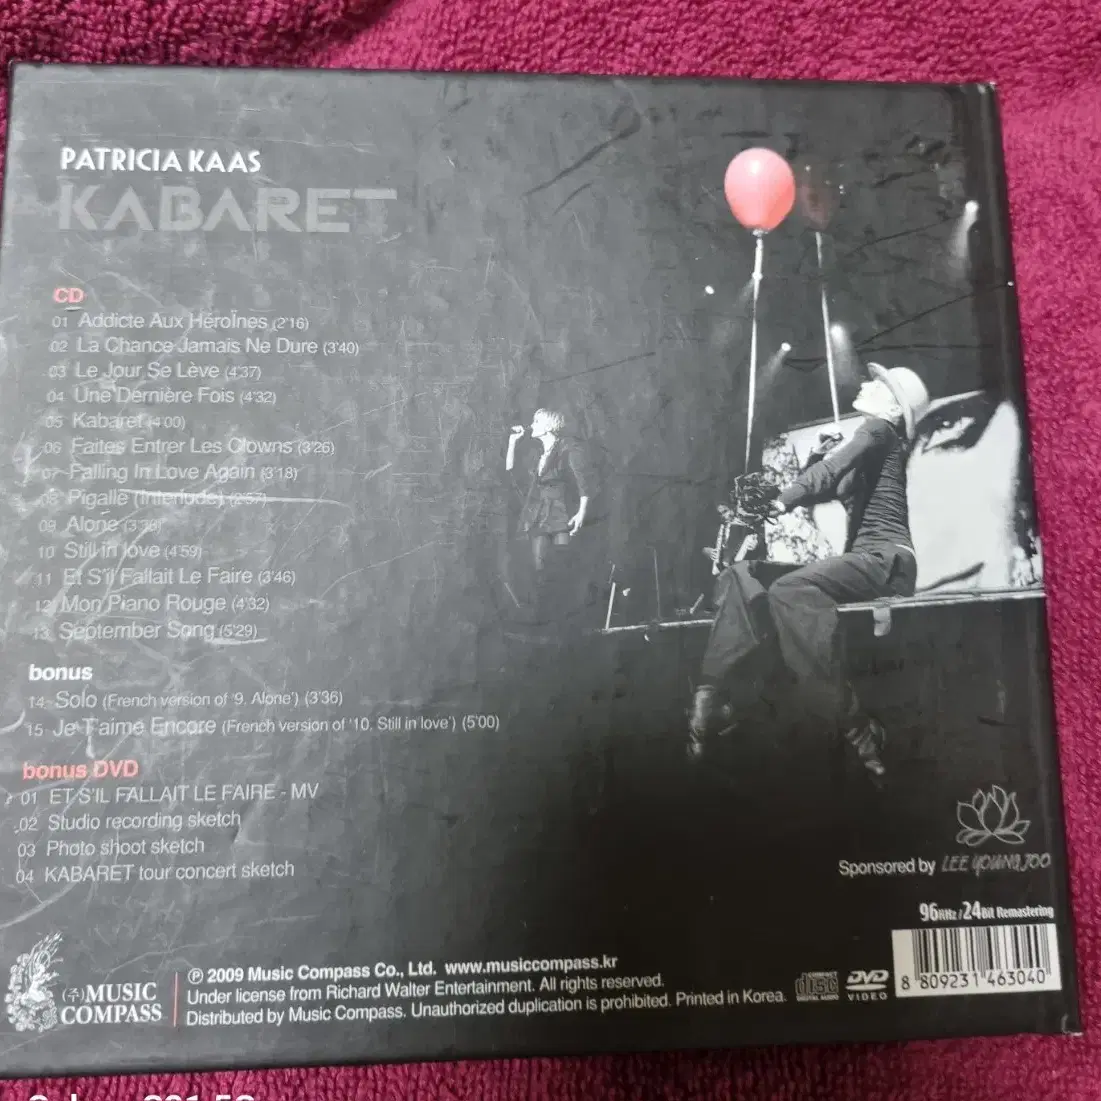 PATRICIA KAAS
KABARET
CD
01 Addicte Aux HéroÏnes (2'16)
02 La Chance Jamais Ne Dure (3'40)
03 Le Jour Se Lève (4'37)
04 Une Dernière Fois (4'32)
05 Kabaret (4'00)
06 Faites Entrer Les Clowns (3'26)
07 Falling In Love Again (3'18)
08 Pigalle (Interlude) (2'57)
09 Alone (3'36)
10 Still in love (4'59)
11 Et S'il Fallait Le Faire (3'46)
12 Mon Piano Rouge (4'32)
13 September Song (5'29)
bonus
14 Solo (French version of '9. Alone') (3'36)
15 Je T'aime Encore (French version of '10. Still in love') (5'00)
bonus DVD
01 ET S'IL FALLAIT LE FAIRE - MV
02 Studio recording sketch
03 Photo shoot sketch
04 KABARET tour concert sketch
Sponsored by LEE YOUNG JOO
96KHz / 24Bit Remastering
8 809231 463040
(주)MUSIC COMPASS
℗ 2009 Music Compass Co., Ltd. www.musiccompass.kr
Under license from Richard Walter Entertainment. All rights reserved.
Distributed by Music Compass. Unauthorized duplication is prohibited. Printed in Korea.
COMPACT disc DIGITAL AUDIO
DVD VIDEO